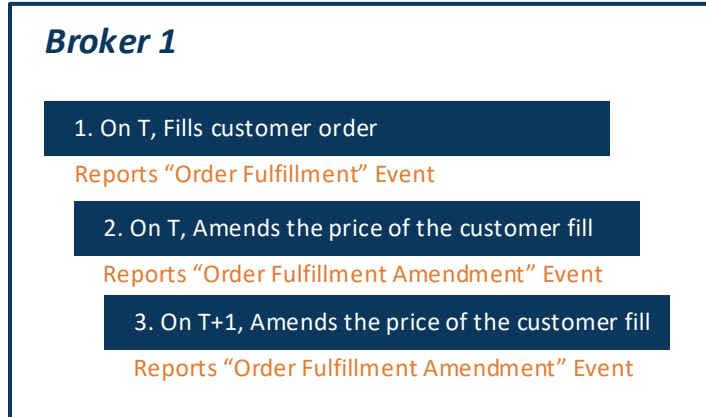 Broker 1
1. On T, Fills customer order
Reports “Order Fulfillment” Event
2. On T, Amends the price of the customer fill
Reports “Order Fulfillment Amendment” Event
3. On T+1, Amends the price of the customer fill
Reports “Order Fulfillment Amendment” Event